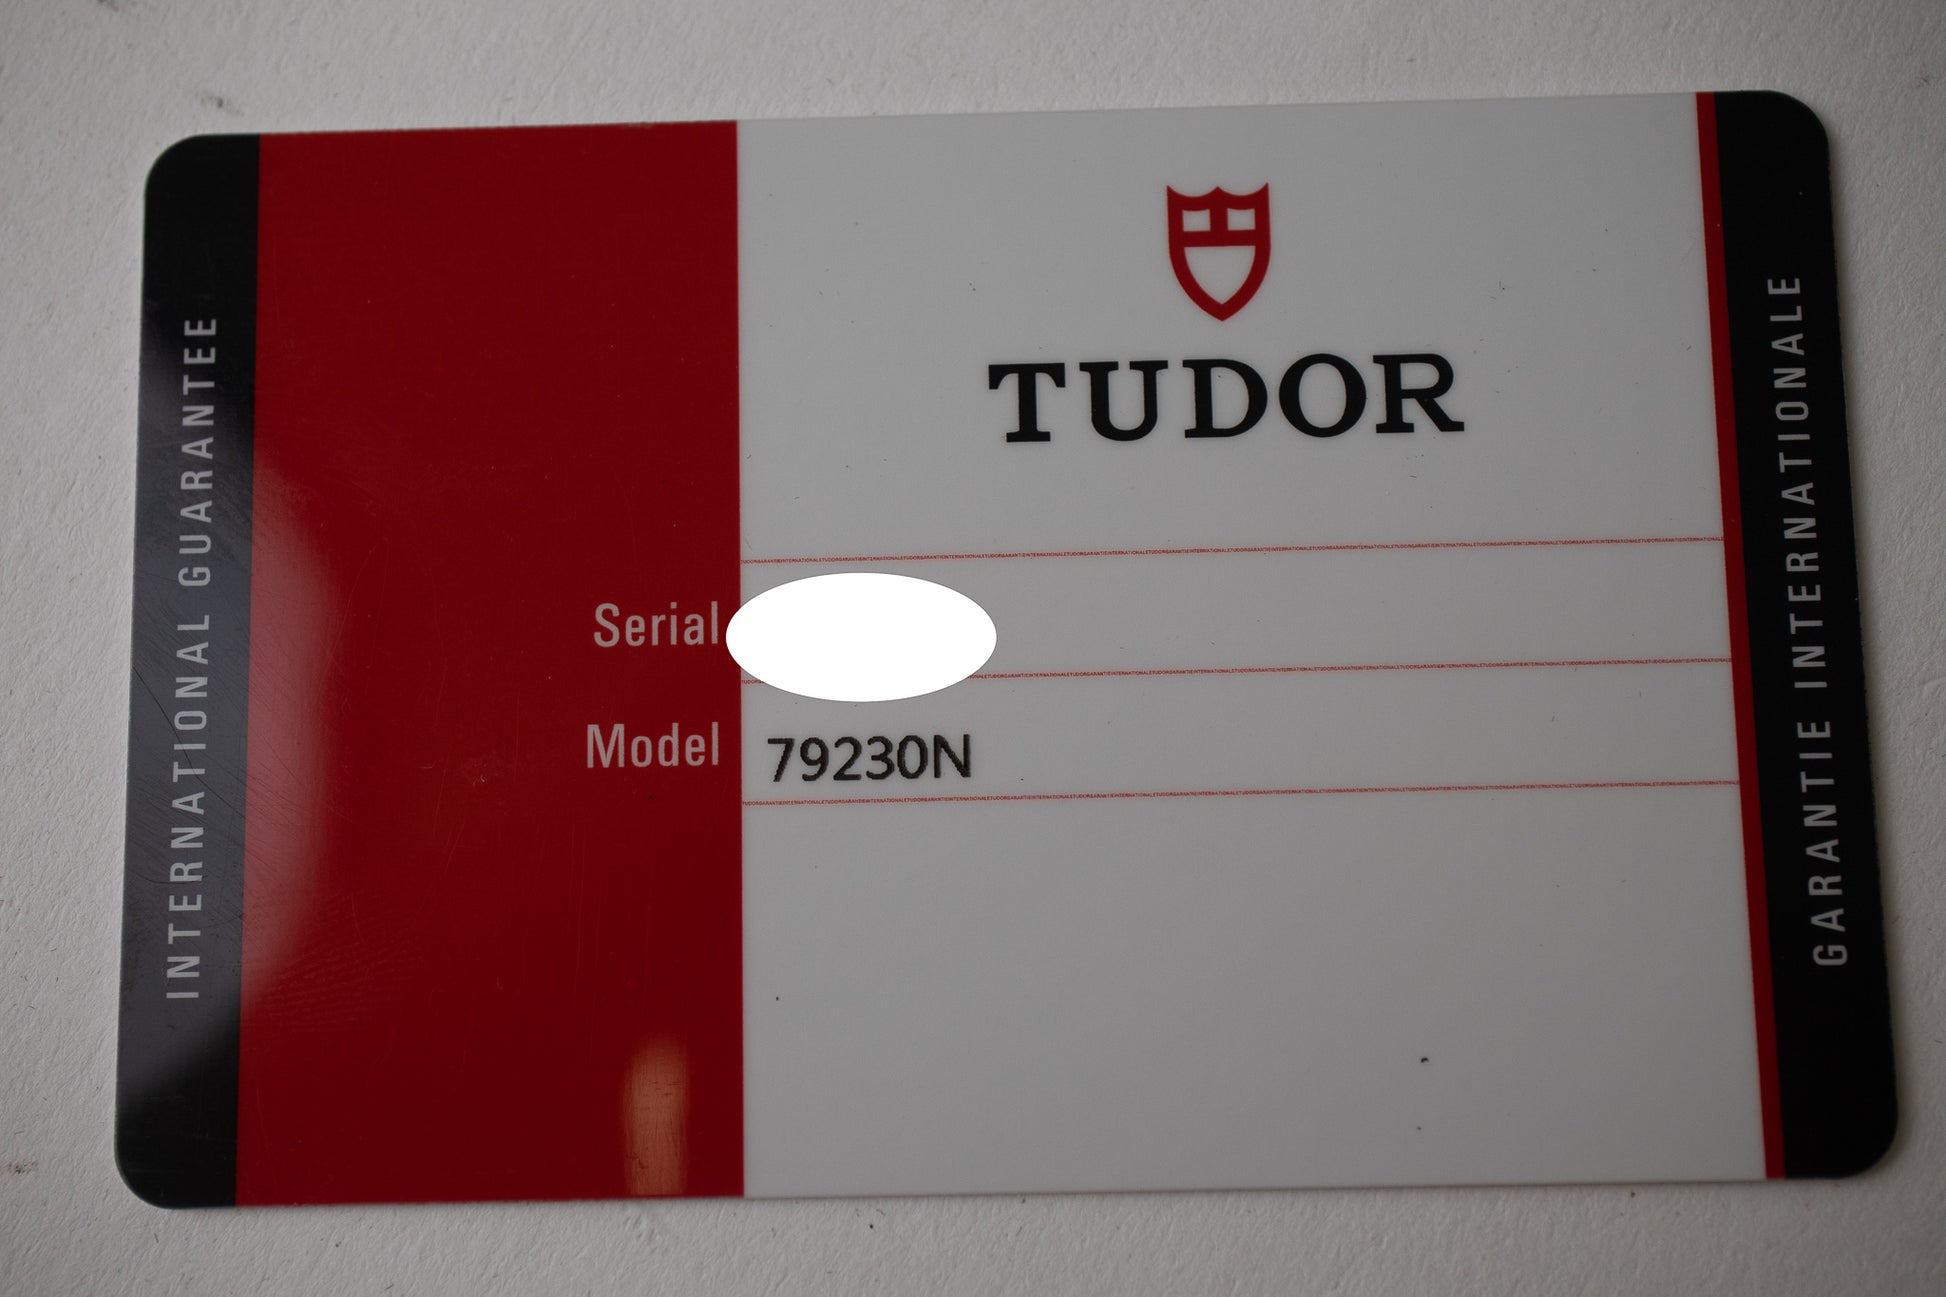 INTERNATIONAL GUARANTEE
TUDOR
Serial
Model 79230N
GARANTIE INTERNATIONALE